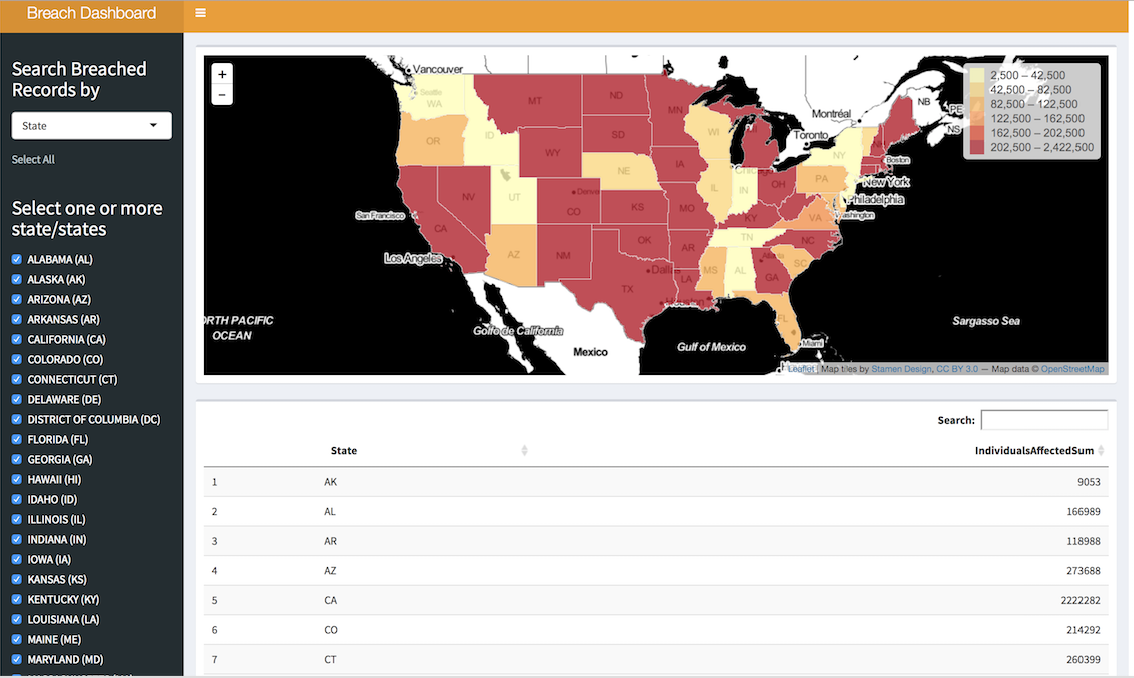 Breach Dashboard
Search Breached
Records by
State
Select All
Select one or more
state/states
ALABAMA (AL)
ALASKA (AK)
ARIZONA (AZ)
ARKANSAS (AR)
CALIFORNIA (CA)
COLORADO (CO)
CONNECTICUT (CT)
DELAWARE (DE)
DISTRICT OF COLUMBIA (DC)
FLORIDA (FL)
GEORGIA (GA)
HAWAII (HI)
IDAHO (ID)
ILLINOIS (IL)
INDIANA (IN)
IOWA (IA)
KANSAS (KS)
KENTUCKY (KY)
LOUISIANA (LA)
MAINE (ME)
MARYLAND (MD)
+
−
Vancouver
Seattle
WA
MT
ND
MN
OR
ID
WY
SD
WI
Montréal
NB
PE
NS
Toronto
Boston
NY
New York
Philadelphia
Washington
IA
NE
Chicago
IL
IN
OH
PA
NV
UT
Denver
CO
KS
MO
KY
VA
San Francisco
CA
Los Angeles
AZ
NM
OK
AR
TN
NC
SC
Atlanta
MS
AL
GA
Dallas
LA
TX
Houston
FL
Miami
ORTH PACIFIC
OCEAN
Golfo de California
Mexico
Gulf of Mexico
Sargasso Sea
2,500 – 42,500
42,500 – 82,500
82,500 – 122,500
122,500 – 162,500
162,500 – 202,500
202,500 – 2,422,500
Leaflet | Map tiles by Stamen Design, CC BY 3.0 — Map data © OpenStreetMap
Search:
State IndividualsAffectedSum
1 AK 9053
2 AL 166989
3 AR 118988
4 AZ 273688
5 CA 2222282
6 CO 214292
7 CT 260399